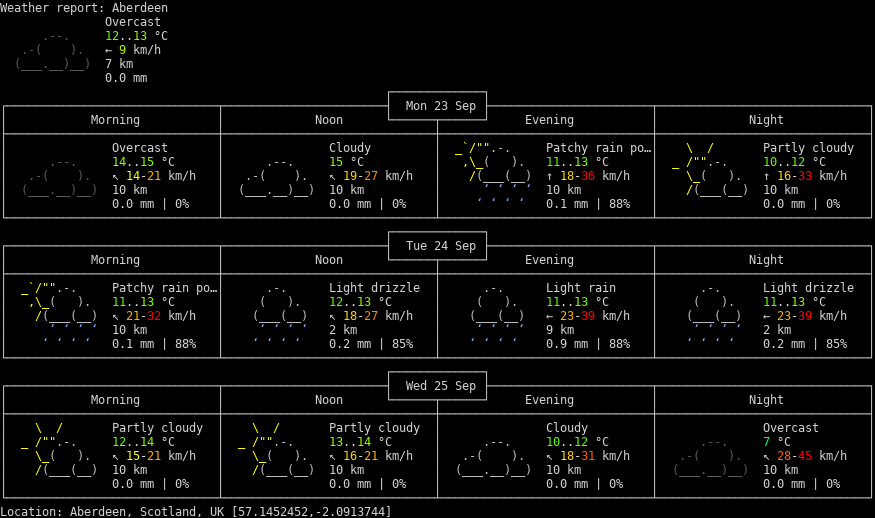 Weather report: Aberdeen
Overcast
12..13 °C
← 9 km/h
7 km
0.0 mm
Mon 23 Sep
Morning Noon Evening Night
Overcast Cloudy Patchy rain po… Partly cloudy
14..15 °C 15 °C 11..13 °C 10..12 °C
↖ 14-21 km/h ↖ 19-27 km/h ↑ 18-36 km/h ↑ 16-33 km/h
10 km 10 km 10 km 10 km
0.0 mm | 0% 0.0 mm | 0% 0.1 mm | 88% 0.0 mm | 0%
Tue 24 Sep
Morning Noon Evening Night
Patchy rain po… Light drizzle Light rain Light drizzle
11..13 °C 12..13 °C 11..13 °C 11..13 °C
↖ 21-32 km/h ↖ 18-27 km/h ← 23-39 km/h ← 23-39 km/h
10 km 2 km 9 km 2 km
0.1 mm | 88% 0.2 mm | 85% 0.9 mm | 88% 0.2 mm | 85%
Wed 25 Sep
Morning Noon Evening Night
Partly cloudy Partly cloudy Cloudy Overcast
12..14 °C 13..14 °C 10..12 °C 7 °C
↖ 15-21 km/h ↖ 16-21 km/h ↖ 18-31 km/h ↖ 28-45 km/h
10 km 10 km 10 km 10 km
0.0 mm | 0% 0.0 mm | 0% 0.0 mm | 0% 0.0 mm | 0%
Location: Aberdeen, Scotland, UK [57.1452452,-2.0913744]